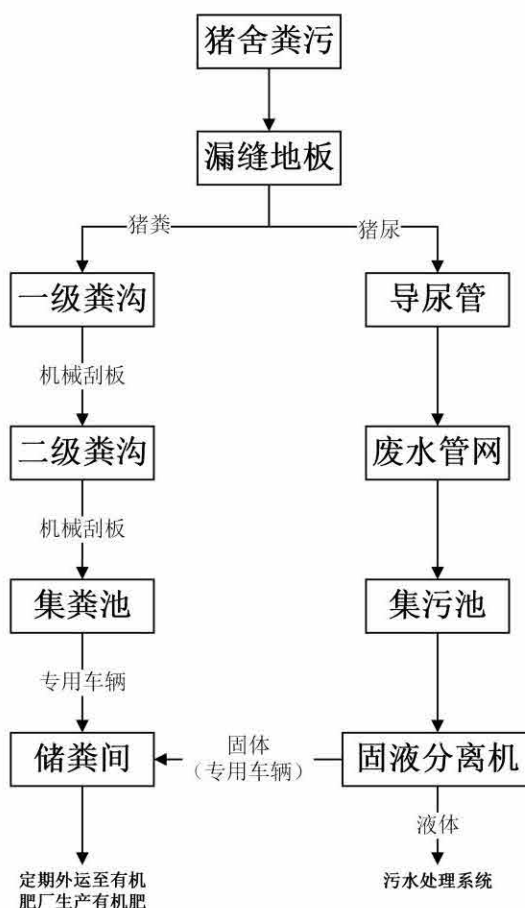 猪舍粪污
漏缝地板
猪粪
猪尿
一级粪沟
导尿管
机械刮板
二级粪沟
废水管网
机械刮板
集粪池
集污池
专用车辆
固体
（专用车辆）
储粪间
固液分离机
液体
定期外运至有机
肥厂生产有机肥
污水处理系统